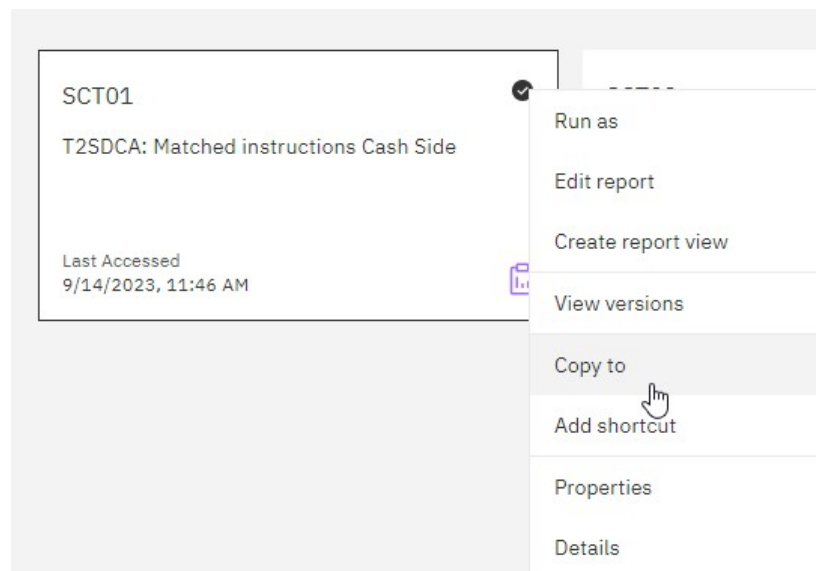 SCT01
T2SDCA: Matched instructions Cash Side
Last Accessed
9/14/2023, 11:46 AM
Run as
Edit report
Create report view
View versions
Copy to
Add shortcut
Properties
Details